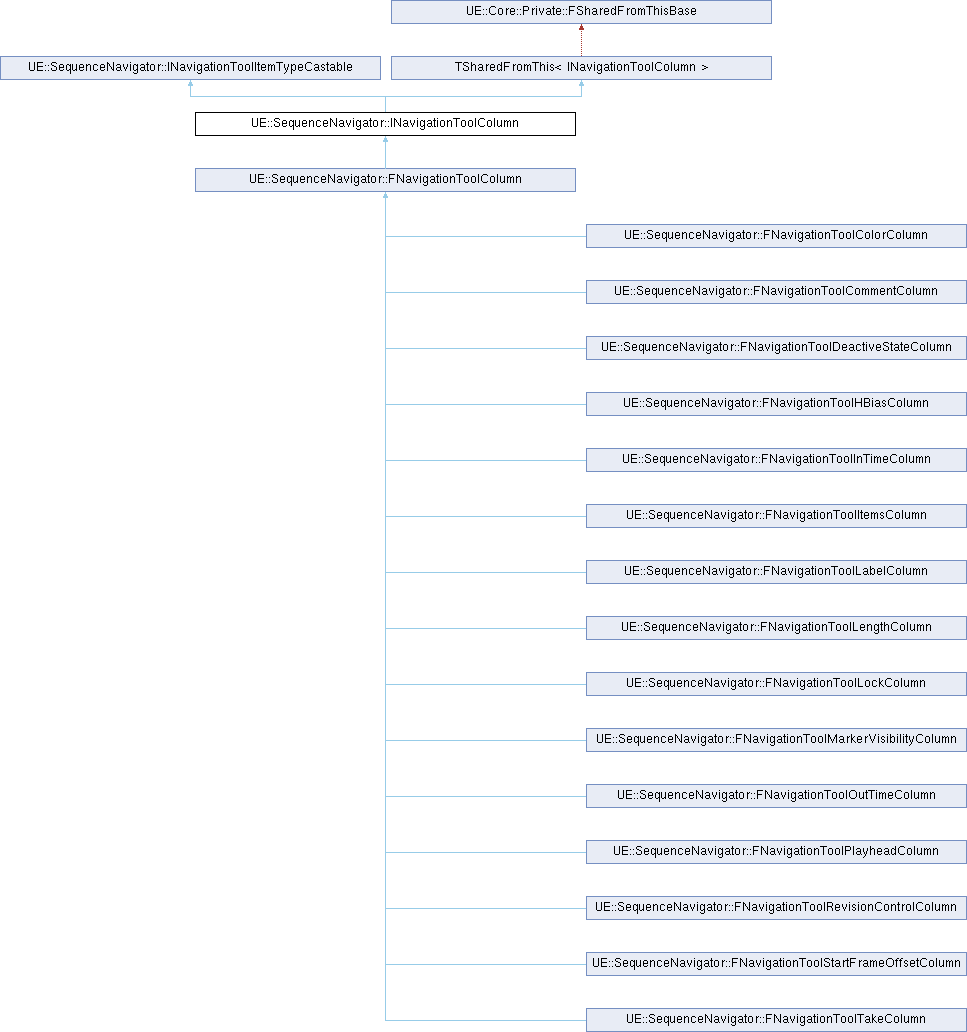 UE::Core::Private::FSharedFromThisBase
UE::SequenceNavigator::INavigationToolItemTypeCastable
TSharedFromThis< INavigationToolColumn >
UE::SequenceNavigator::INavigationToolColumn
UE::SequenceNavigator::FNavigationToolColumn
UE::SequenceNavigator::FNavigationToolColorColumn
UE::SequenceNavigator::FNavigationToolCommentColumn
UE::SequenceNavigator::FNavigationToolDeactiveStateColumn
UE::SequenceNavigator::FNavigationToolHBiasColumn
UE::SequenceNavigator::FNavigationToolInTimeColumn
UE::SequenceNavigator::FNavigationToolItemsColumn
UE::SequenceNavigator::FNavigationToolLabelColumn
UE::SequenceNavigator::FNavigationToolLengthColumn
UE::SequenceNavigator::FNavigationToolLockColumn
UE::SequenceNavigator::FNavigationToolMarkerVisibilityColumn
UE::SequenceNavigator::FNavigationToolOutTimeColumn
UE::SequenceNavigator::FNavigationToolPlayheadColumn
UE::SequenceNavigator::FNavigationToolRevisionControlColumn
UE::SequenceNavigator::FNavigationToolStartFrameOffsetColumn
UE::SequenceNavigator::FNavigationToolTakeColumn